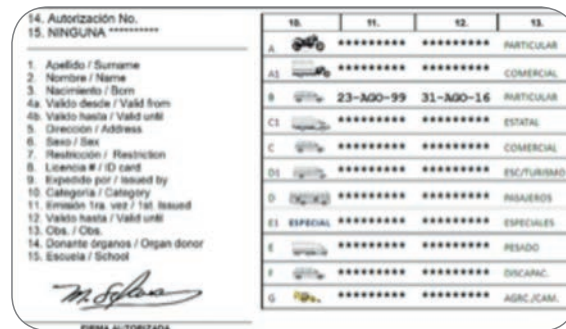 14. Autorización No.
15. NINGUNA **********
1. Apellido / Surname
2. Nombre / Name
3. Nacimiento / Born
4a. Valido desde / Valid from
4b. Valido hasta / Valid until
5. Dirección / Address
6. Sexo / Sex
7. Restricción / Restriction
8. Licencia # / ID card
9. Expedido por / Issued by
10. Categoría / Category
11. Emisión 1ra. vez / 1st. Issued
12. Valido hasta / Valid until
13. Obs. / Obs.
14. Donante órganos / Organ donor
15. Escuela / School
FIRMA AUTORIZADA
10. 11. 12. 13.
A ********* ********* PARTICULAR
A1 ********* ********* COMERCIAL
B 23-AGO-99 31-AGO-16 PARTICULAR
C1 ********* ********* ESTATAL
C ********* ********* COMERCIAL
D1 ********* ********* ESC/TURISMO
D ********* ********* PASAJEROS
E1 ESPECIAL ********* ********* ESPECIALES
E ********* ********* PESADO
F ********* ********* DISCAPAC.
G ********* ********* AGRC./CAM.